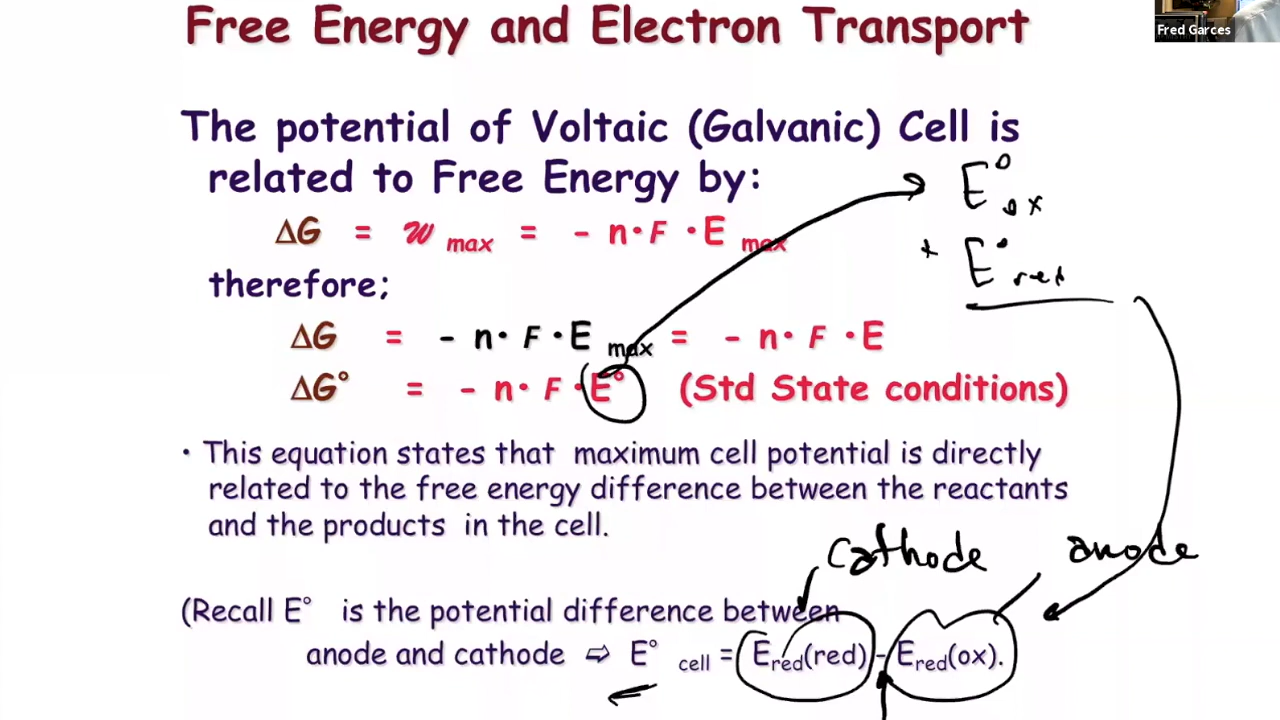 Free Energy and Electron Transport
Fred Garces
The potential of Voltaic (Galvanic) Cell is
related to Free Energy by:
E° ox
+ E° red
ΔG = w max = - n· F ·E max
therefore;
ΔG = - n· F ·E max = - n· F ·E
ΔG° = - n· F ·E° (Std State conditions)
· This equation states that maximum cell potential is directly
related to the free energy difference between the reactants
and the products in the cell.
cathode anode
(Recall E° is the potential difference between
anode and cathode ⇨ E° cell = Ered(red) - Ered(ox).